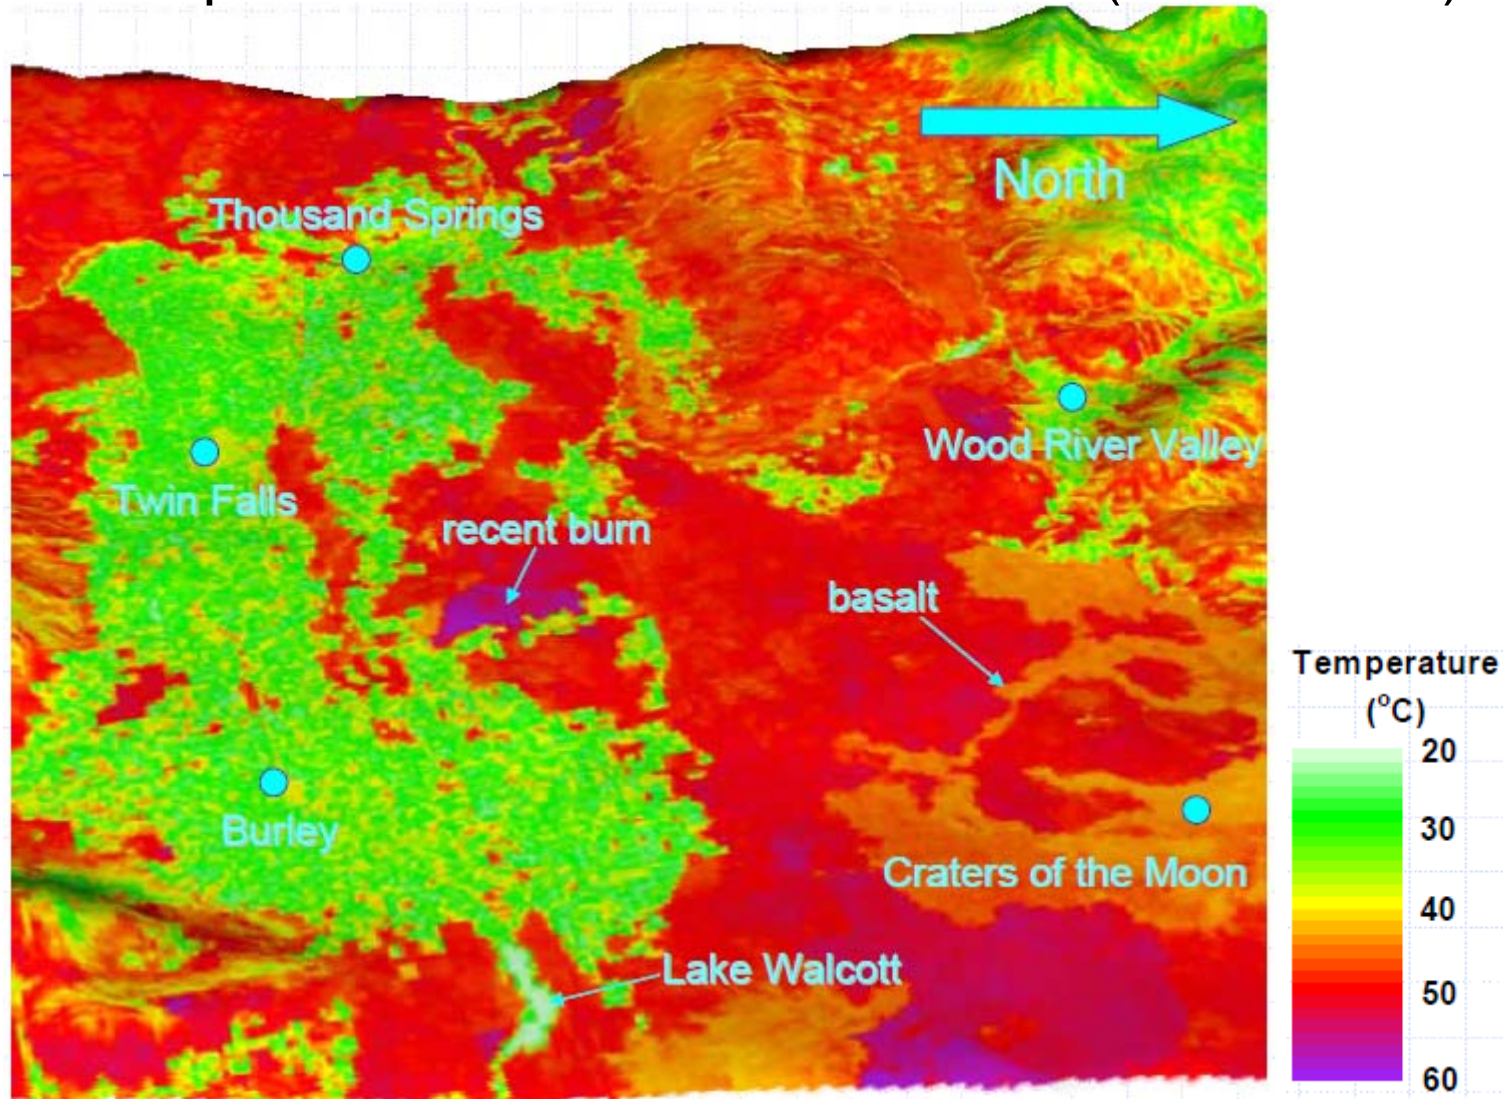 North
Thousand Springs
Wood River Valley
Twin Falls
recent burn
basalt
Burley
Craters of the Moon
Lake Walcott
Temperature
(°C)
20
30
40
50
60